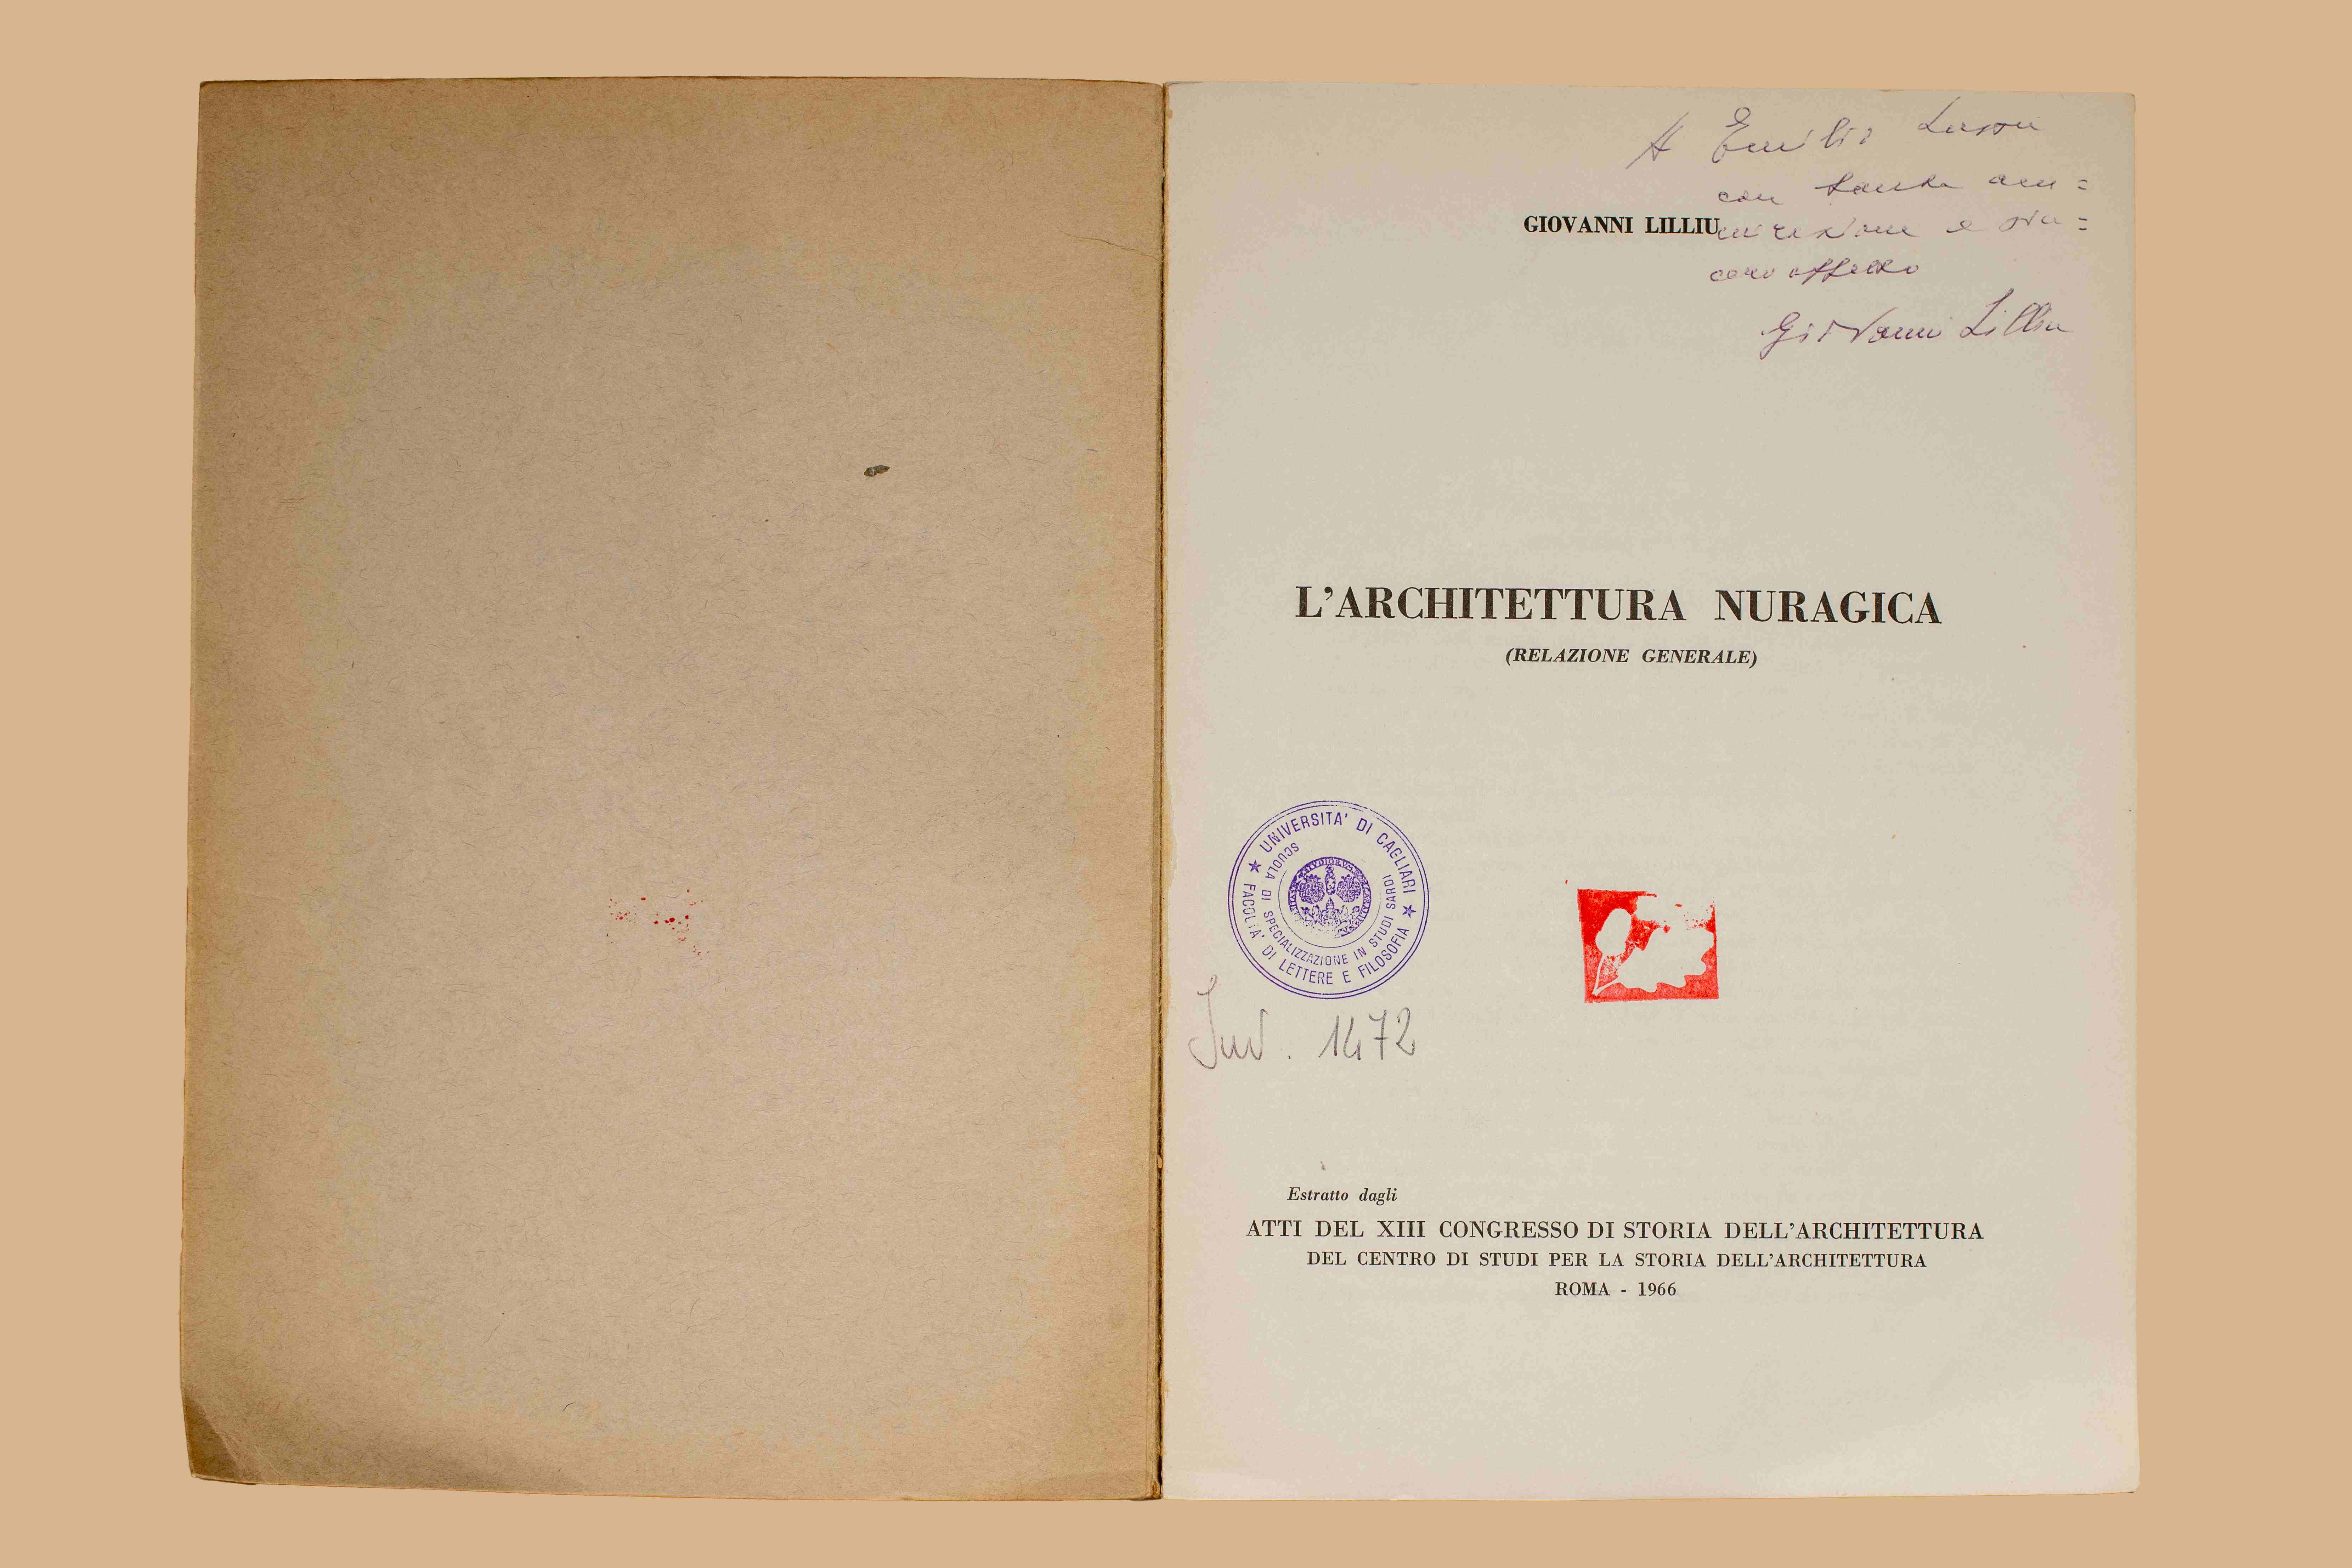 A Emilio Lussu
con tanta am=
mirazione e sin=
cero affetto
Giovanni Lilliu
GIOVANNI LILLIU
L'ARCHITETTURA NURAGICA
(RELAZIONE GENERALE)
★ UNIVERSITA' DI CAGLIARI ★
FACOLTA' DI LETTERE E FILOSOFIA
SCUOLA DI SPECIALIZZAZIONE IN STUDI SARDI
Inv. 1472
Estratto dagli
ATTI DEL XIII CONGRESSO DI STORIA DELL'ARCHITETTURA
DEL CENTRO DI STUDI PER LA STORIA DELL'ARCHITETTURA
ROMA - 1966